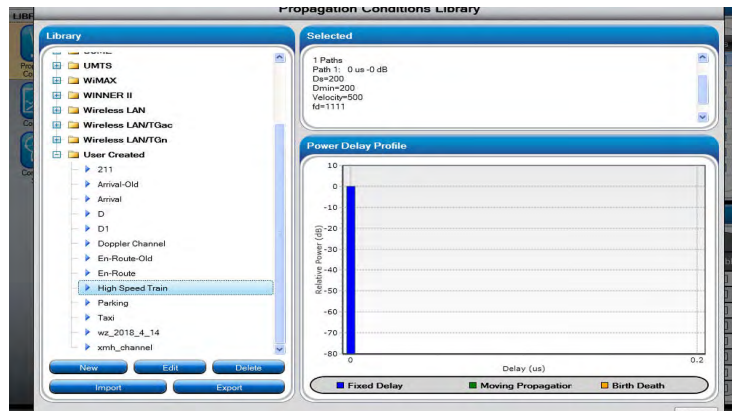 Propagation Conditions Library
Library
UMTS
WiMAX
WINNER II
Wireless LAN
Wireless LAN/TGac
Wireless LAN/TGn
User Created
211
Arrival-Old
Arrival
D
D1
Doppler Channel
En-Route-Old
En-Route
High Speed Train
Parking
Taxi
wz_2018_4_14
xmh_channel
New Edit Delete
Import Export
Selected
1 Paths
Path 1: 0 us -0 dB
Ds=200
Dmin=200
Velocity=500
fd=1111
Power Delay Profile
Relative Power (dB)
10
0
-10
-20
-30
-40
-50
-60
-70
-80
0 0.2
Delay (us)
Fixed Delay Moving Propagation Birth Death